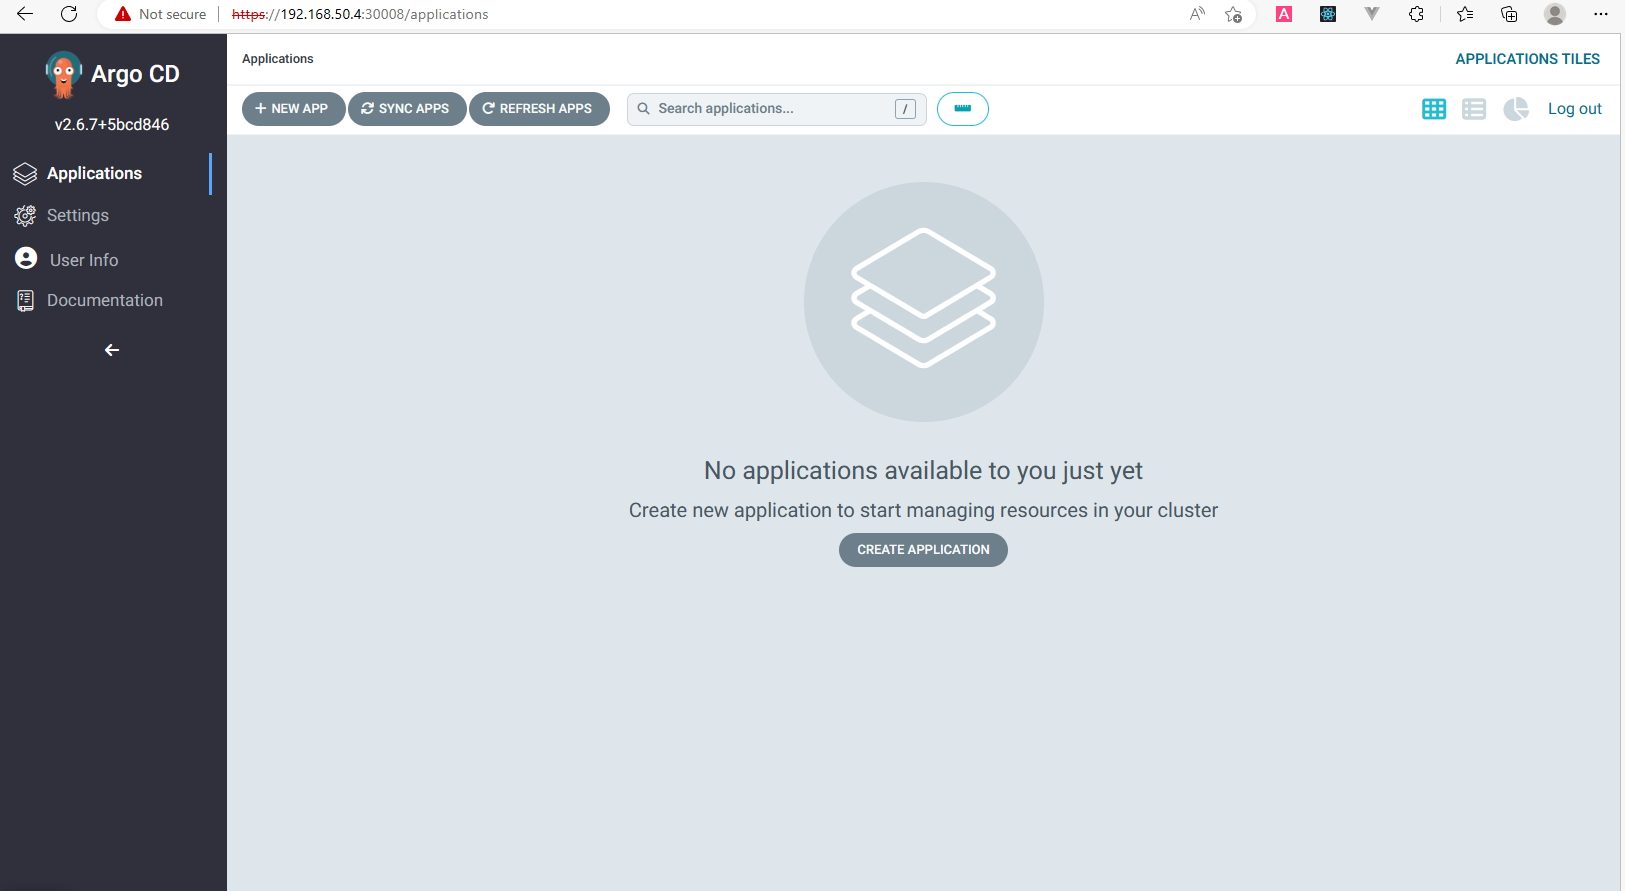 Not secure https://192.168.50.4:30008/applications
Argo CD
v2.6.7+5bcd846
Applications
Settings
User Info
Documentation
Applications
APPLICATIONS TILES
NEW APP SYNC APPS REFRESH APPS Search applications... / Log out
No applications available to you just yet
Create new application to start managing resources in your cluster
CREATE APPLICATION